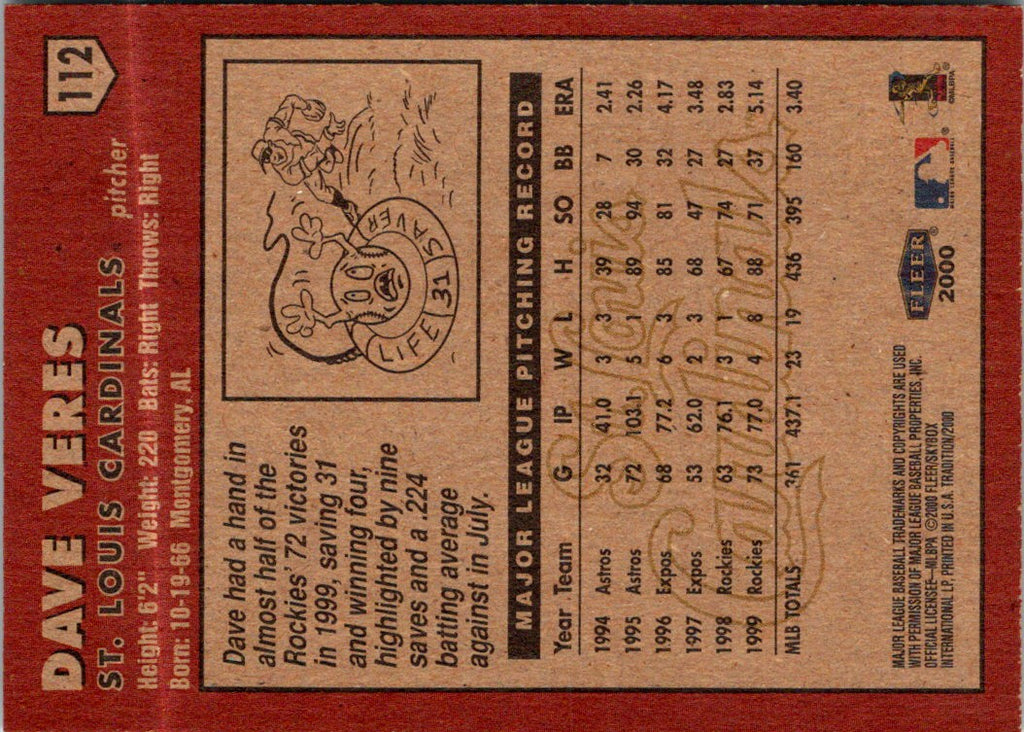 112
DAVE VERES
ST. LOUIS CARDINALS pitcher
Height: 6'2" Weight: 220 Bats: Right Throws: Right
Born: 10-19-66 Montgomery, AL
Dave had a hand in
almost half of the
Rockies' 72 victories
in 1999, saving 31
and winning four,
highlighted by nine
saves and a .224
batting average
against in July.
LIFE 31 SAVER
MAJOR LEAGUE PITCHING RECORD
Year Team G IP W L H SO BB ERA
1994 Astros 32 41.0 3 3 39 28 7 2.41
1995 Astros 72 103.1 5 1 89 94 30 2.26
1996 Expos 68 77.2 6 3 85 81 32 4.17
1997 Expos 53 62.0 2 3 68 47 27 3.48
1998 Rockies 63 76.1 3 1 67 74 27 2.83
1999 Rockies 73 77.0 4 8 88 71 37 5.14
MLB TOTALS 361 437.1 23 19 436 395 160 3.40
St. Louis
Cardinals
MAJOR LEAGUE BASEBALL TRADEMARKS AND COPYRIGHTS ARE USED
WITH PERMISSION OF MAJOR LEAGUE BASEBALL PROPERTIES, INC.
OFFICIAL LICENSEE—MLBPA ©2000 FLEER/SKYBOX
INTERNATIONAL LP, PRINTED IN U.S.A. TRADITION/2000
FLEER®
2000